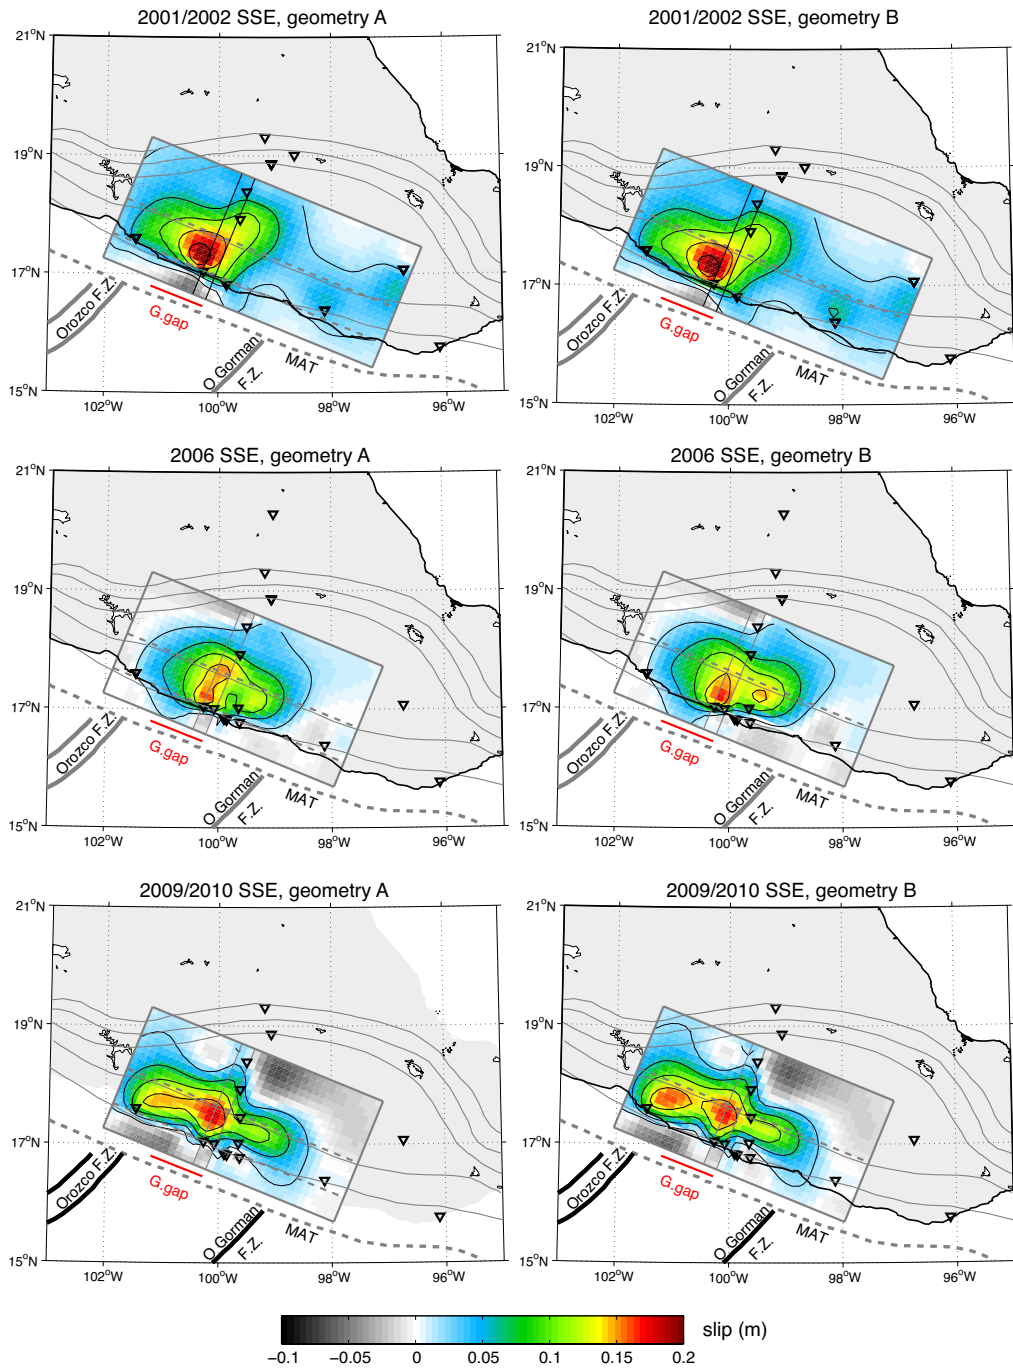 2001/2002 SSE, geometry A
2001/2002 SSE, geometry B
21°N
19°N
17°N
15°N
102°W
100°W
98°W
96°W
Orozco F.Z.
G.gap
O Gorman
F.Z.
MAT
21°N
19°N
17°N
15°N
102°W
100°W
98°W
96°W
Orozco F.Z.
G.gap
O Gorman
F.Z.
MAT
2006 SSE, geometry A
2006 SSE, geometry B
21°N
19°N
17°N
15°N
102°W
100°W
98°W
96°W
Orozco F.Z.
G.gap
O Gorman
F.Z.
MAT
21°N
19°N
17°N
15°N
102°W
100°W
98°W
96°W
Orozco F.Z.
G.gap
O Gorman
F.Z.
MAT
2009/2010 SSE, geometry A
2009/2010 SSE, geometry B
21°N
19°N
17°N
15°N
102°W
100°W
98°W
96°W
Orozco F.Z.
G.gap
O Gorman
F.Z.
MAT
21°N
19°N
17°N
15°N
102°W
100°W
98°W
96°W
Orozco F.Z.
G.gap
O Gorman
F.Z.
MAT
slip (m)
−0.1 −0.05 0 0.05 0.1 0.15 0.2